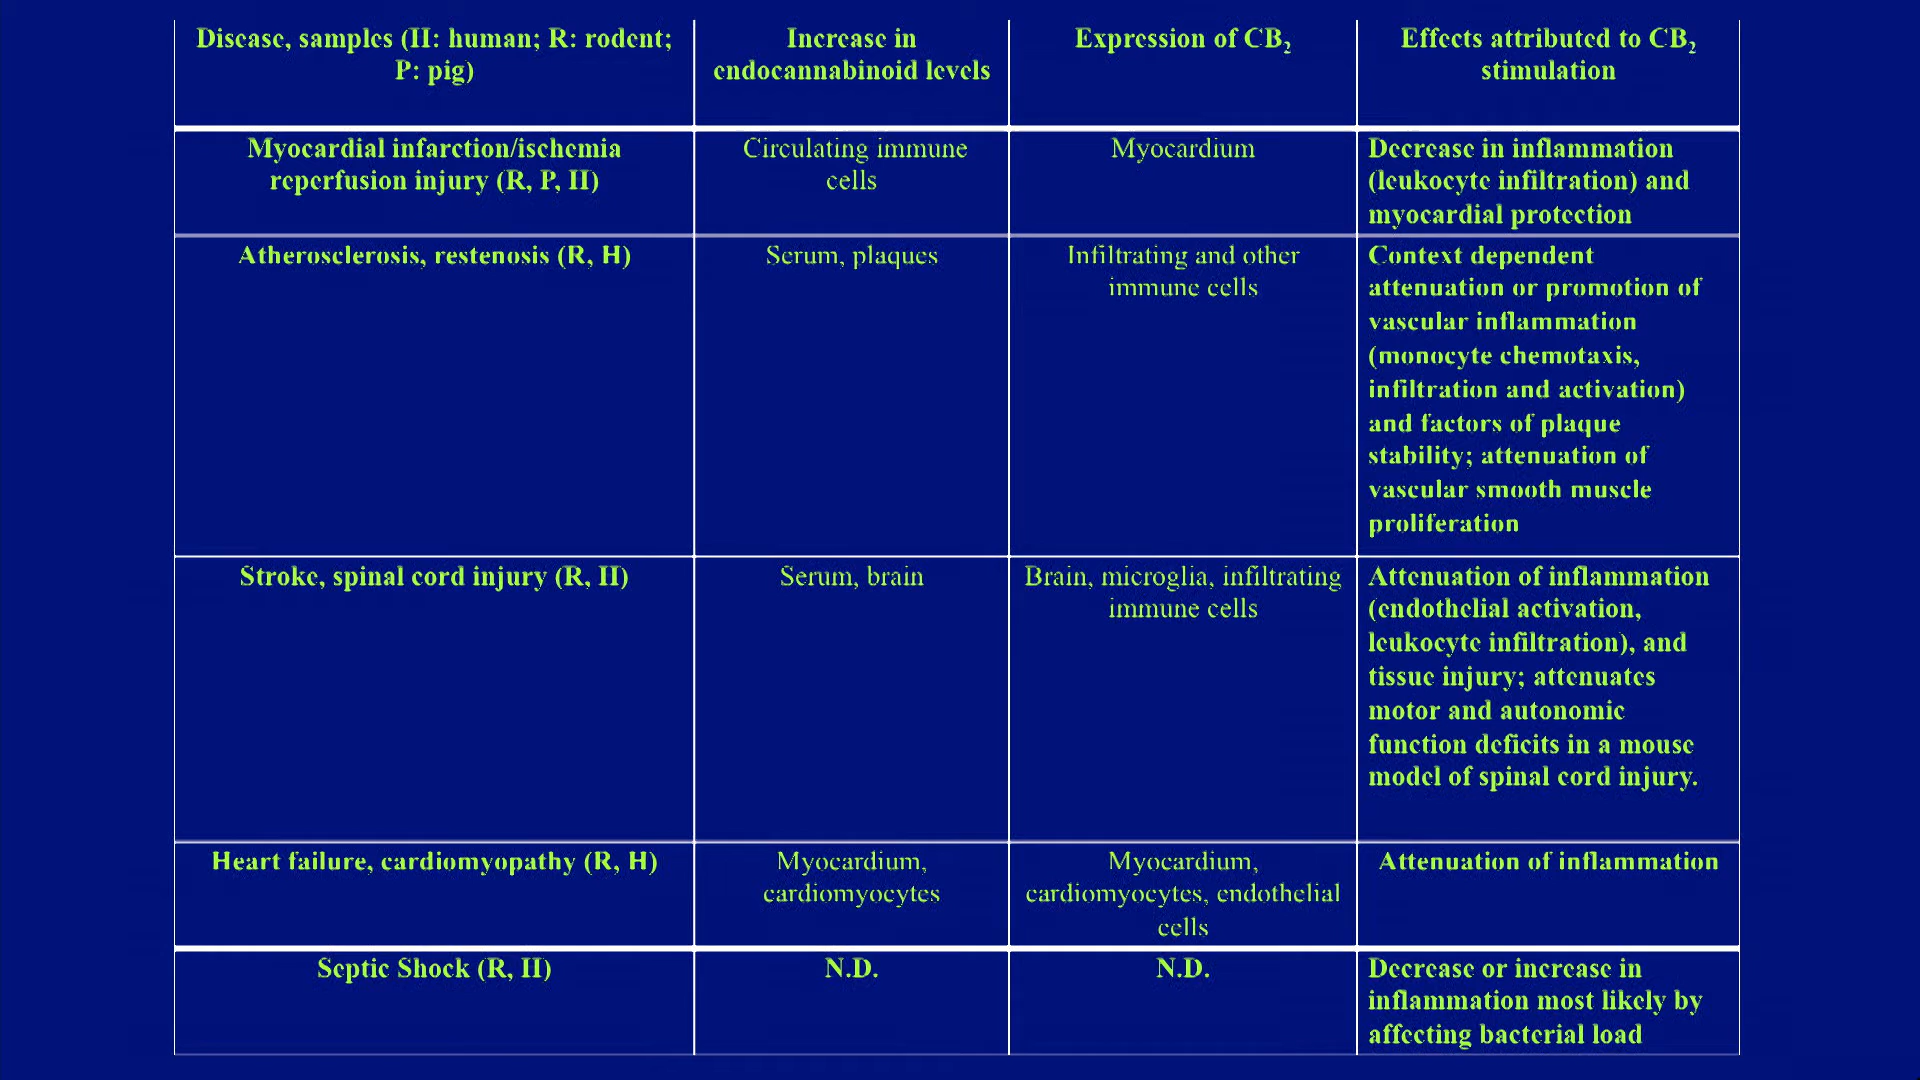 Disease, samples (H: human; R: rodent;
P: pig)
Increase in
endocannabinoid levels
Expression of CB₂
Effects attributed to CB₂
stimulation
Myocardial infarction/ischemia
reperfusion injury (R, P, H)
Circulating immune
cells
Myocardium
Decrease in inflammation
(leukocyte infiltration) and
myocardial protection
Atherosclerosis, restenosis (R, H)
Serum, plaques
Infiltrating and other
immune cells
Context dependent
attenuation or promotion of
vascular inflammation
(monocyte chemotaxis,
infiltration and activation)
and factors of plaque
stability; attenuation of
vascular smooth muscle
proliferation
Stroke, spinal cord injury (R, H)
Serum, brain
Brain, microglia, infiltrating
immune cells
Attenuation of inflammation
(endothelial activation,
leukocyte infiltration), and
tissue injury; attenuates
motor and autonomic
function deficits in a mouse
model of spinal cord injury.
Heart failure, cardiomyopathy (R, H)
Myocardium,
cardiomyocytes
Myocardium,
cardiomyocytes, endothelial
cells
Attenuation of inflammation
Septic Shock (R, H)
N.D.
N.D.
Decrease or increase in
inflammation most likely by
affecting bacterial load